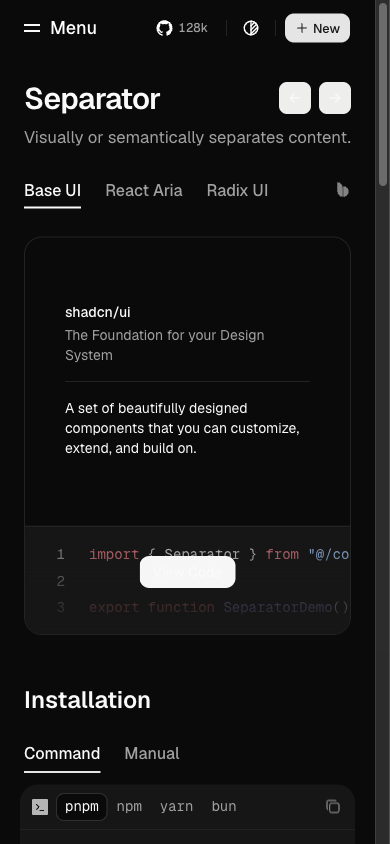 Menu
128k
+ New
Separator
Visually or semantically separates content.
Base UI
React Aria
Radix UI
shadcn/ui
The Foundation for your Design
System
A set of beautifully designed
components that you can customize,
extend, and build on.
1 import { Separator } from "@/co
2
3 export function SeparatorDemo()
Installation
Command
Manual
pnpm
npm
yarn
bun